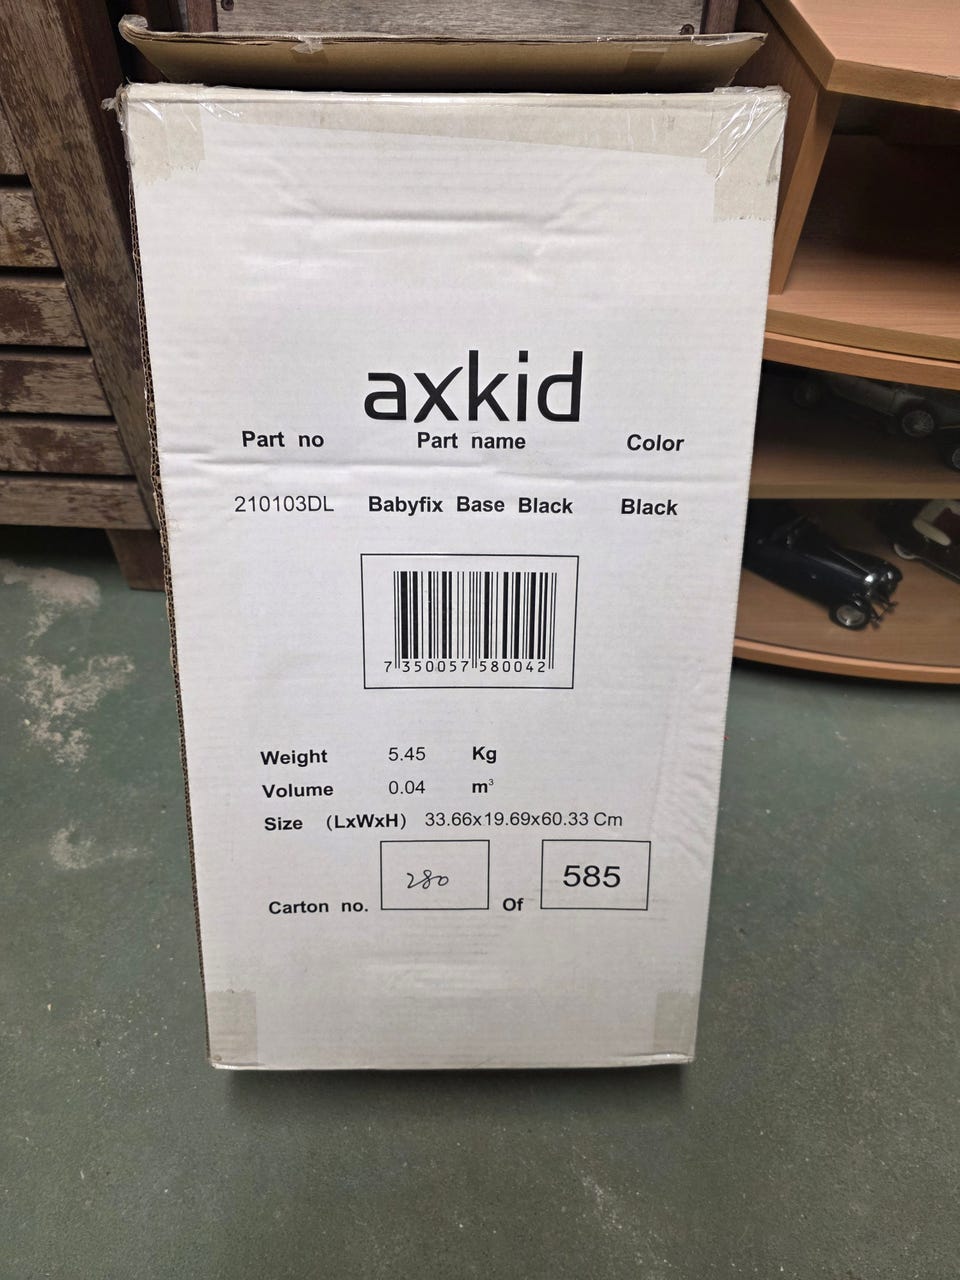 axkid
Part no Part name Color
210103DL Babyfix Base Black Black
7 350057 580042
Weight 5.45 Kg
Volume 0.04 m³
Size (LxWxH) 33.66x19.69x60.33 Cm
Carton no. 280 Of 585